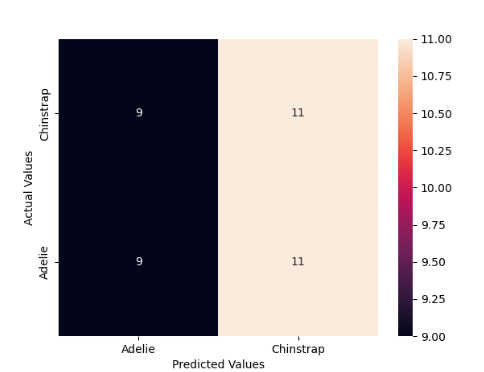 Actual Values
Chinstrap
Adelie
9
11
9
11
Adelie
Chinstrap
Predicted Values
11.00
10.75
10.50
10.25
10.00
9.75
9.50
9.25
9.00